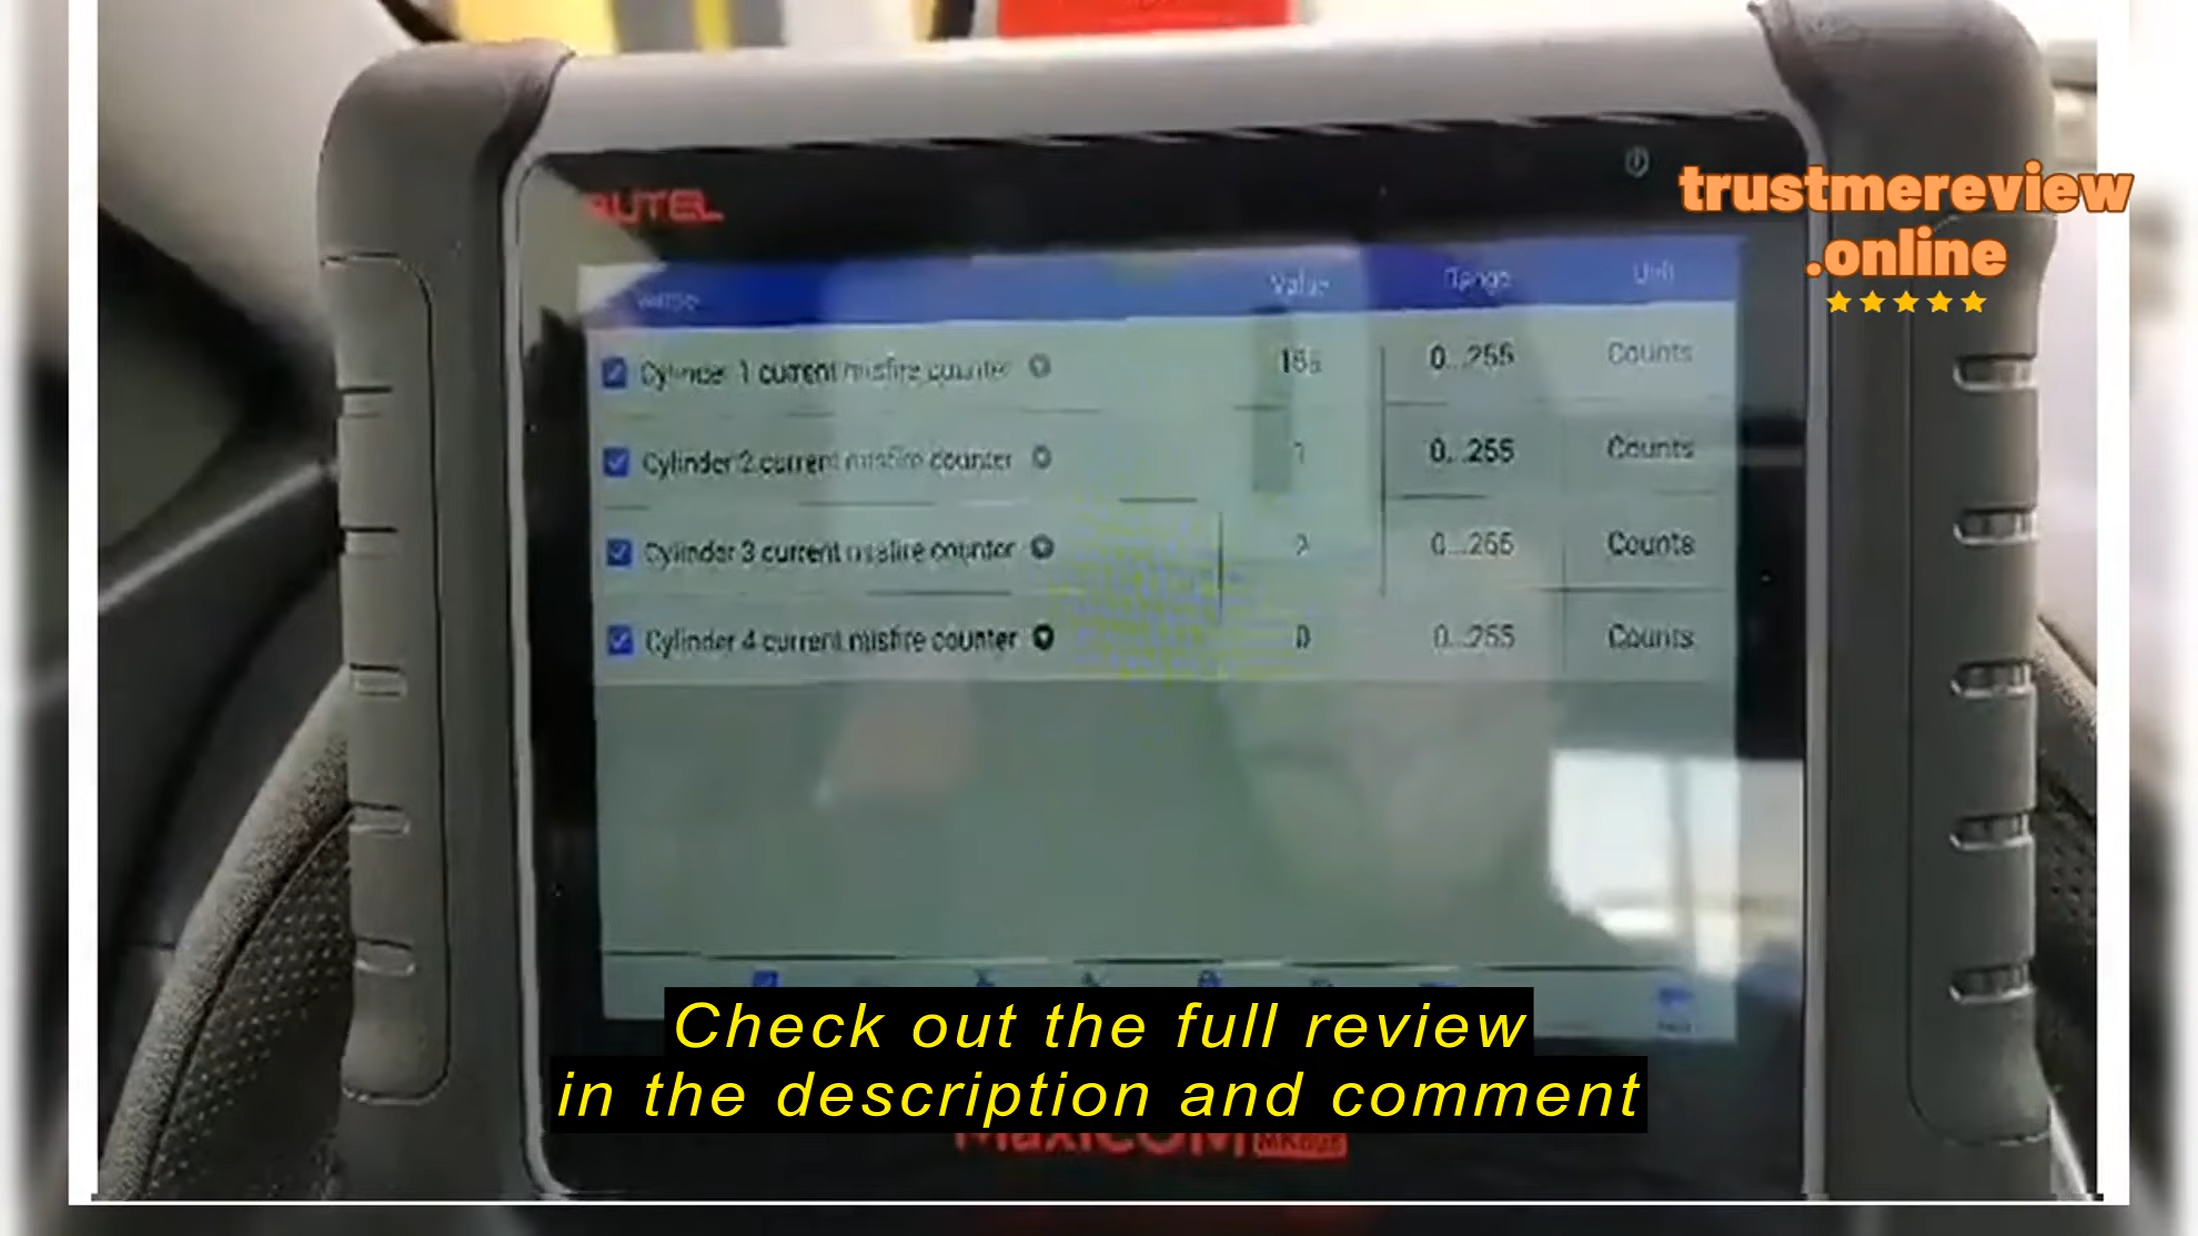 AUTEL
trustmereview
.online
Value Range Unit
Cylinder 1 current misfire counter 0...255 Counts
Cylinder 2 current misfire counter 0...255 Counts
Cylinder 3 current misfire counter 2 0...255 Counts
Cylinder 4 current misfire counter 0 0...255 Counts
Check out the full review
in the description and comment
MaxiCOM